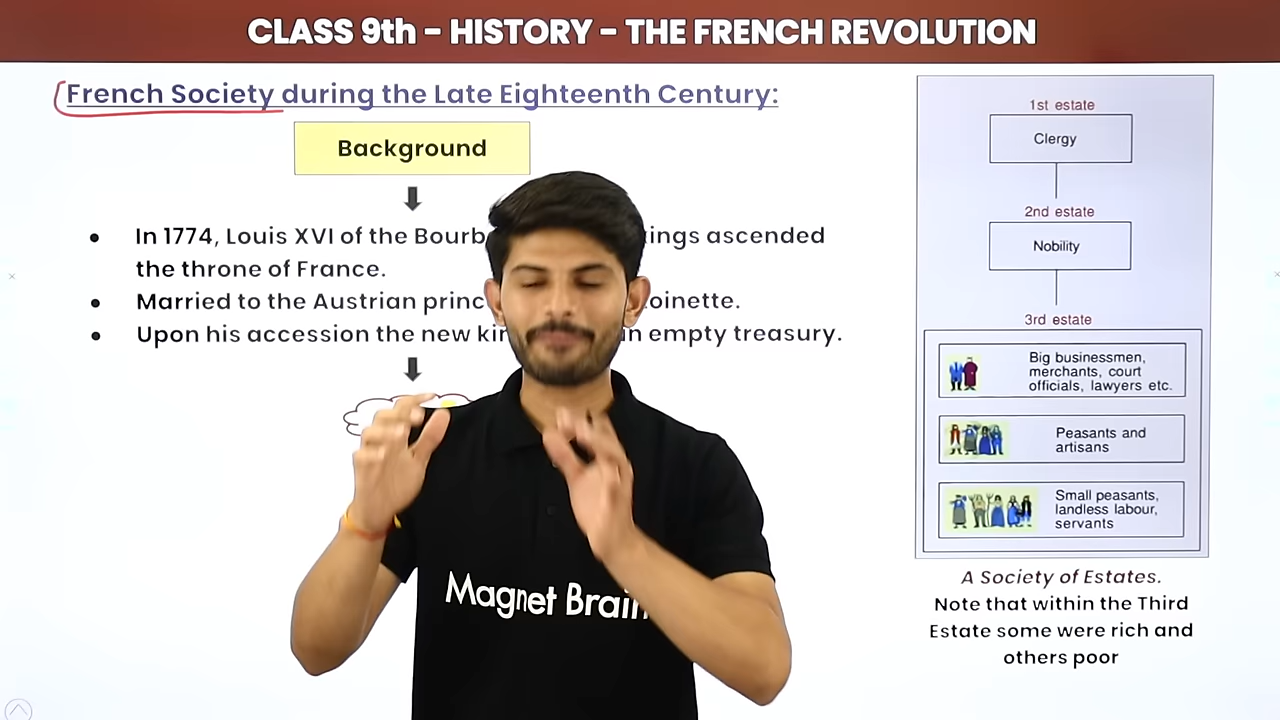 CLASS 9th - HISTORY - THE FRENCH REVOLUTION
French Society during the Late Eighteenth Century:
Background
• In 1774, Louis XVI of the ings ascended
the throne of France.
• Married to the Austrian oinette.
• Upon his accession the new n empty treasury.
1st estate
Clergy
2nd estate
Nobility
3rd estate
Big businessmen,
merchants, court
officials, lawyers etc.
Peasants and
artisans
Small peasants,
landless labour,
servants
A Society of Estates.
Note that within the Third
Estate some were rich and
others poor
Magnet Brain